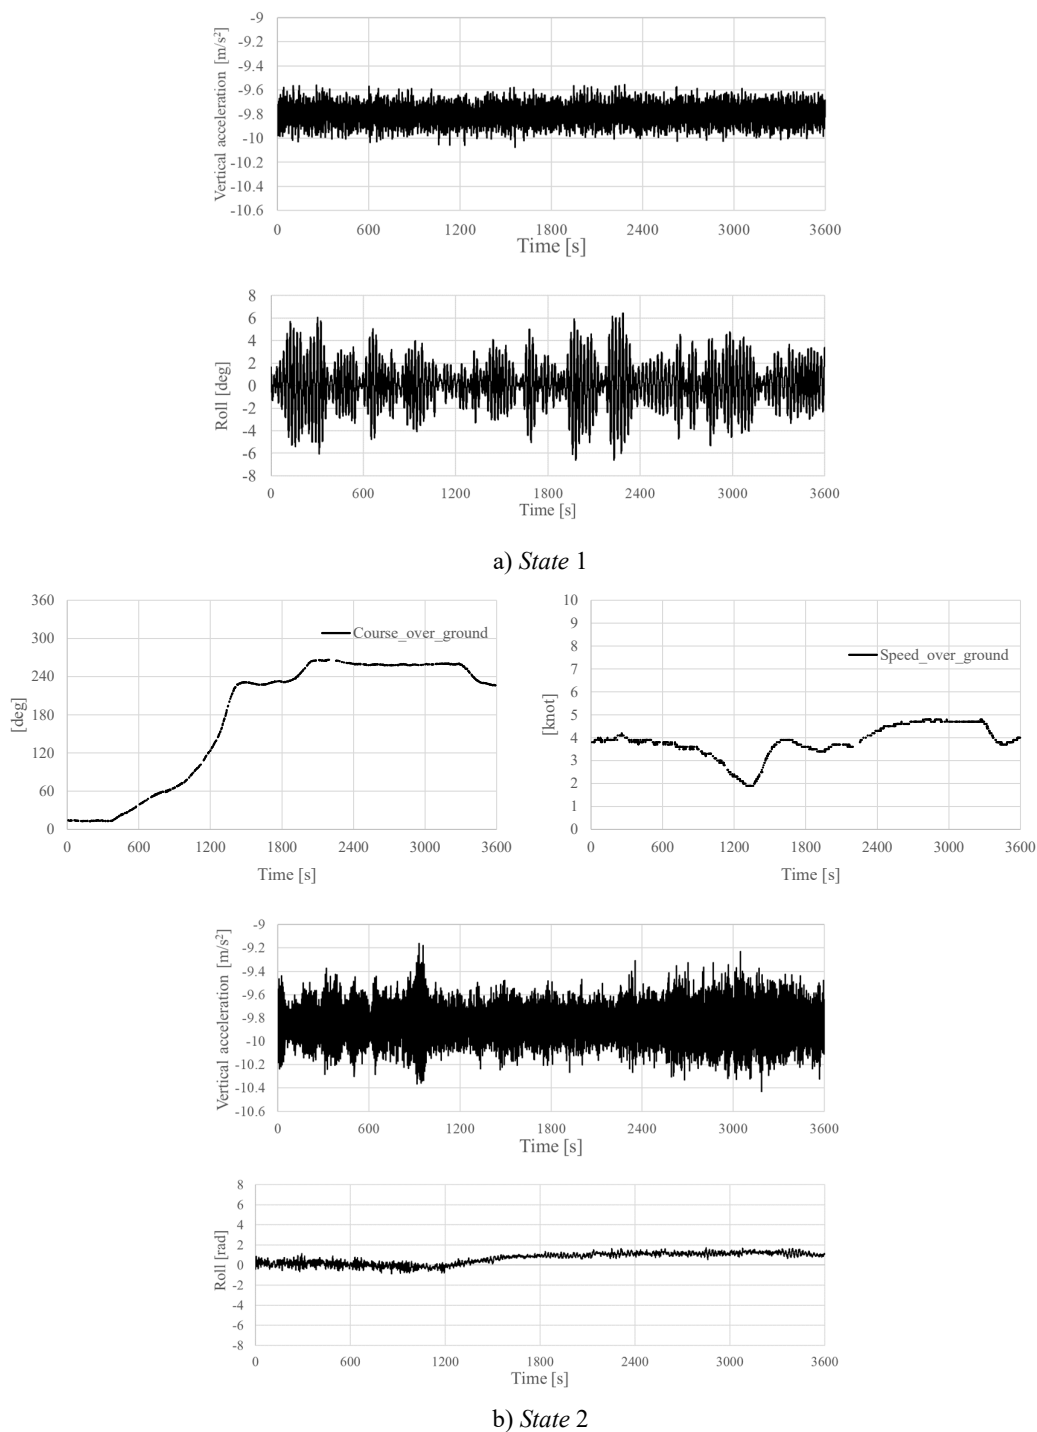 Vertical acceleration [m/s²]
-9
-9.2
-9.4
-9.6
-9.8
-10
-10.2
-10.4
-10.6
0 600 1200 1800 2400 3000 3600
Time [s]
Roll [deg]
8
6
4
2
0
-2
-4
-6
-8
0 600 1200 1800 2400 3000 3600
Time [s]
a) State 1
[deg]
360
300
240
180
120
60
0
Course_over_ground
0 600 1200 1800 2400 3000 3600
Time [s]
[knot]
10
9
8
7
6
5
4
3
2
1
0
Speed_over_ground
0 600 1200 1800 2400 3000 3600
Time [s]
Vertical acceleration [m/s²]
-9
-9.2
-9.4
-9.6
-9.8
-10
-10.2
-10.4
-10.6
0 600 1200 1800 2400 3000 3600
Time [s]
Roll [rad]
8
6
4
2
0
-2
-4
-6
-8
0 600 1200 1800 2400 3000 3600
Time [s]
b) State 2